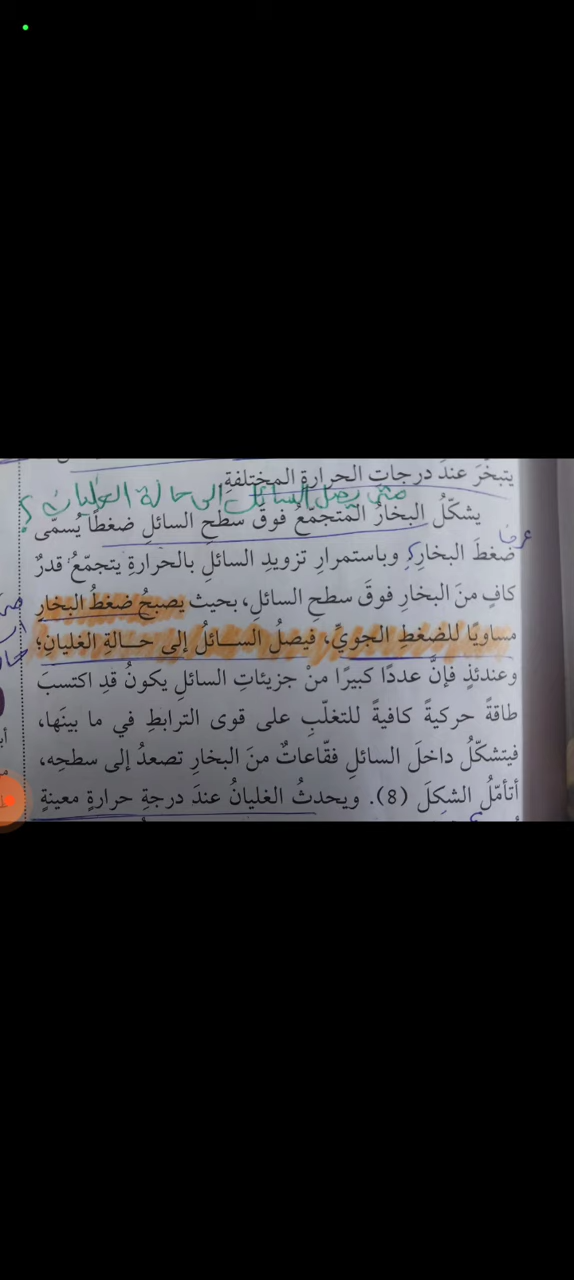 يتبخّرَ عندَ درجاتِ الحرارةِ المختلفةِ.
متى يصل السائل إلى حالة الغليان؟
يشكّلُ البخارُ المتجمّعُ فوقَ سطحِ السائلِ ضغطًا يُسمّى
عرف
ضغطَ البخارِ، وباستمرارِ تزويدِ السائلِ بالحرارةِ يتجمّعُ قدرٌ
كافٍ منَ البخارِ فوقَ سطحِ السائلِ، بحيث يصبحُ ضغطُ البخارِ
مساويًا للضغطِ الجويِّ، فيصلُ السائلُ إلى حالةِ الغليانِ؛
وعندئذٍ فإنَّ عددًا كبيرًا منْ جزيئاتِ السائلِ يكونُ قدِ اكتسبَ
طاقةً حركيةً كافيةً للتغلّبِ على قوى الترابطِ في ما بينَها،
فيتشكّلُ داخلَ السائلِ فقّاعاتٌ منَ البخارِ تصعدُ إلى سطحِه،
أتأمّلُ الشكلَ (8). ويحدثُ الغليانُ عندَ درجةِ حرارةٍ معينةٍ